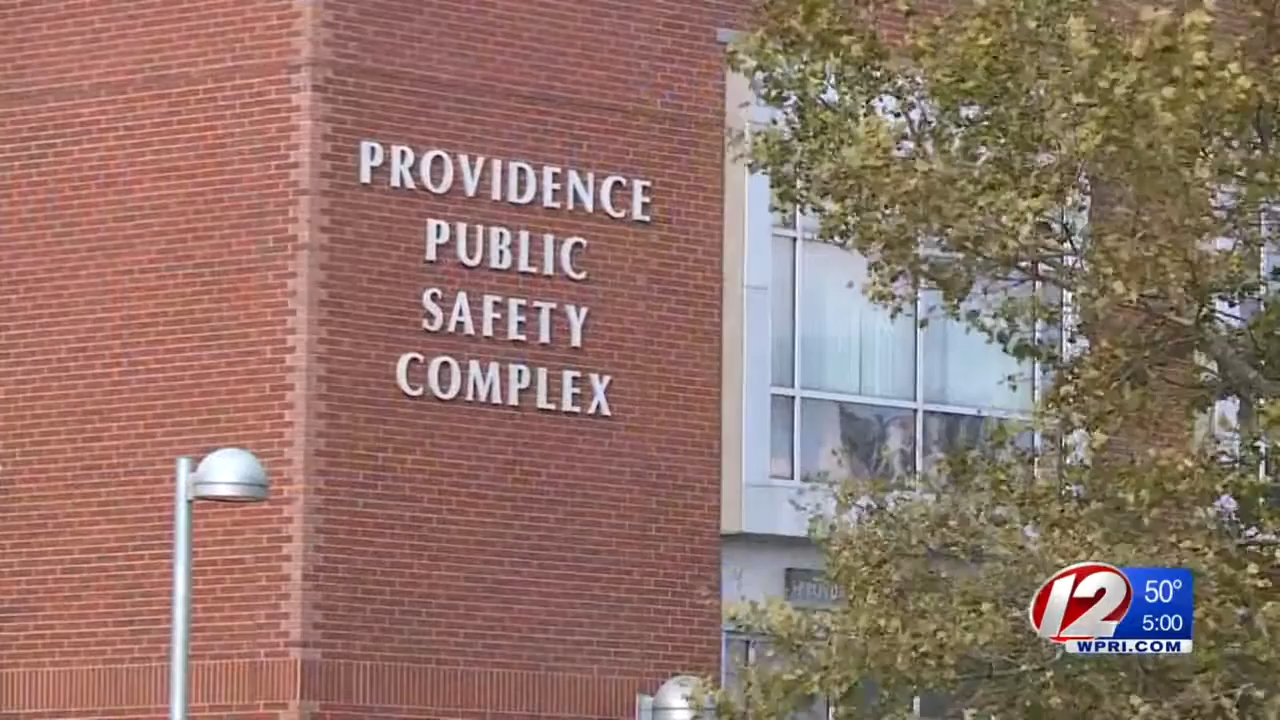 PROVIDENCE
PUBLIC
SAFETY
COMPLEX
12
50°
5:00
WPRI.COM